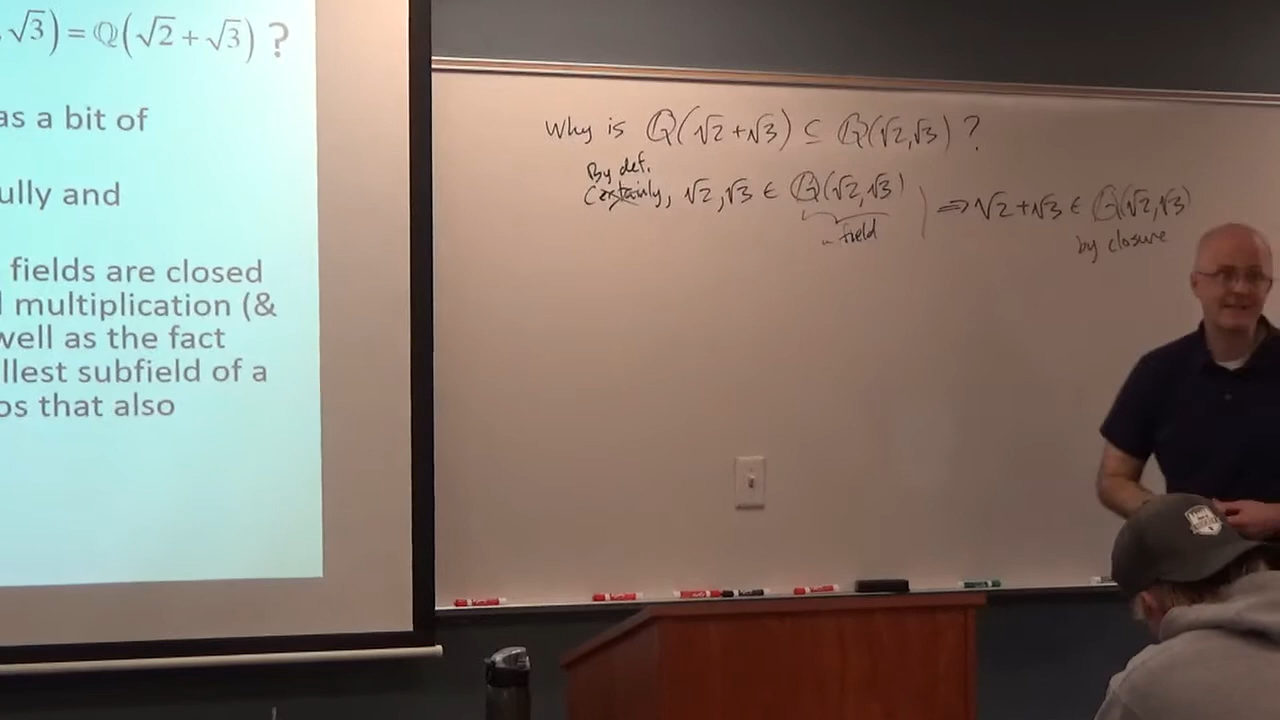 √3) = ℚ(√2 + √3) ?
as a bit of
ully and
fields are closed
multiplication (&
well as the fact
llest subfield of a
ps that also
Why is ℚ(√2+√3) ⊆ ℚ(√2,√3) ?
By def.
Certainly, √2,√3 ∈ ℚ(√2,√3) ⇒ √2+√3 ∈ ℚ(√2,√3)
a field
by closure